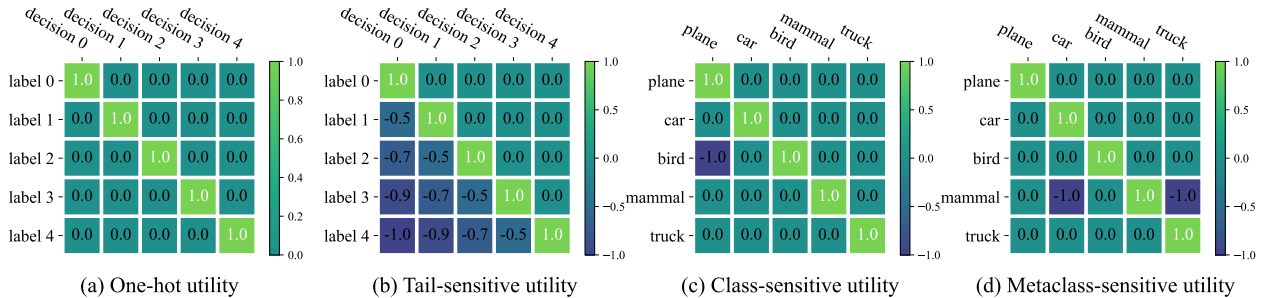 decision 0
decision 1
decision 2
decision 3
decision 4
label 0 1.0 0.0 0.0 0.0 0.0
label 1 0.0 1.0 0.0 0.0 0.0
label 2 0.0 0.0 1.0 0.0 0.0
label 3 0.0 0.0 0.0 1.0 0.0
label 4 0.0 0.0 0.0 0.0 1.0
1.0
0.8
0.6
0.4
0.2
0.0
(a) One-hot utility
decision 0
decision 1
decision 2
decision 3
decision 4
label 0 1.0 0.0 0.0 0.0 0.0
label 1 -0.5 1.0 0.0 0.0 0.0
label 2 -0.7 -0.5 1.0 0.0 0.0
label 3 -0.9 -0.7 -0.5 1.0 0.0
label 4 -1.0 -0.9 -0.7 -0.5 1.0
1.0
0.5
0.0
−0.5
−1.0
(b) Tail-sensitive utility
plane
car
bird
mammal
truck
plane 1.0 0.0 0.0 0.0 0.0
car 0.0 1.0 0.0 0.0 0.0
bird -1.0 0.0 1.0 0.0 0.0
mammal 0.0 0.0 0.0 1.0 0.0
truck 0.0 0.0 0.0 0.0 1.0
1.0
0.5
0.0
−0.5
−1.0
(c) Class-sensitive utility
plane
car
bird
mammal
truck
plane 1.0 0.0 0.0 0.0 0.0
car 0.0 1.0 0.0 0.0 0.0
bird 0.0 0.0 1.0 0.0 0.0
mammal 0.0 -1.0 0.0 1.0 -1.0
truck 0.0 0.0 0.0 0.0 1.0
1.0
0.5
0.0
−0.5
−1.0
(d) Metaclass-sensitive utility